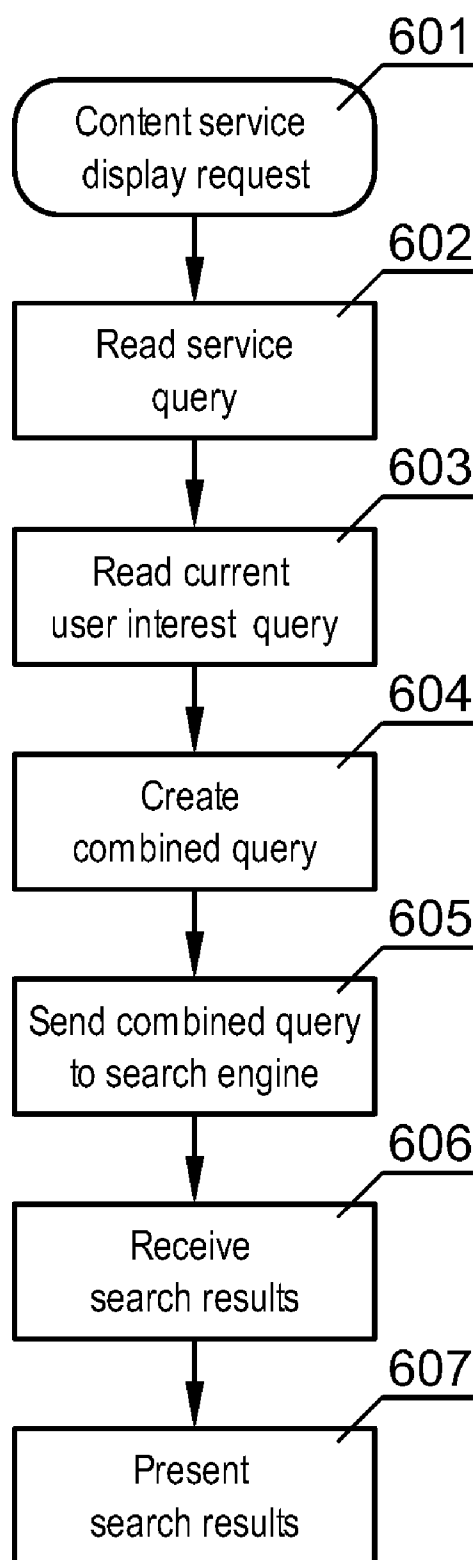 601
Content service
display request
602
Read service
query
603
Read current
user interest query
604
Create
combined query
605
Send combined query
to search engine
606
Receive
search results
607
Present
search results